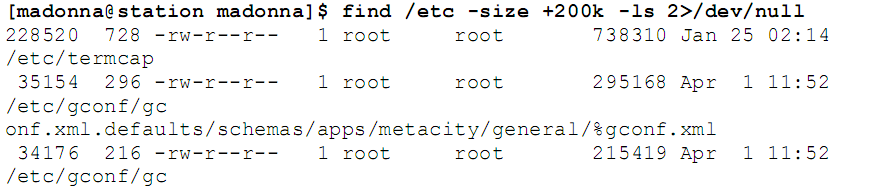 [madonna@station madonna]$ find /etc -size +200k -ls 2>/dev/null
228520  728 -rw-r--r--   1 root     root       738310 Jan 25 02:14
/etc/termcap
 35154  296 -rw-r--r--   1 root     root       295168 Apr  1 11:52
/etc/gconf/gc
onf.xml.defaults/schemas/apps/metacity/general/%gconf.xml
 34176  216 -rw-r--r--   1 root     root       215419 Apr  1 11:52
/etc/gconf/gc